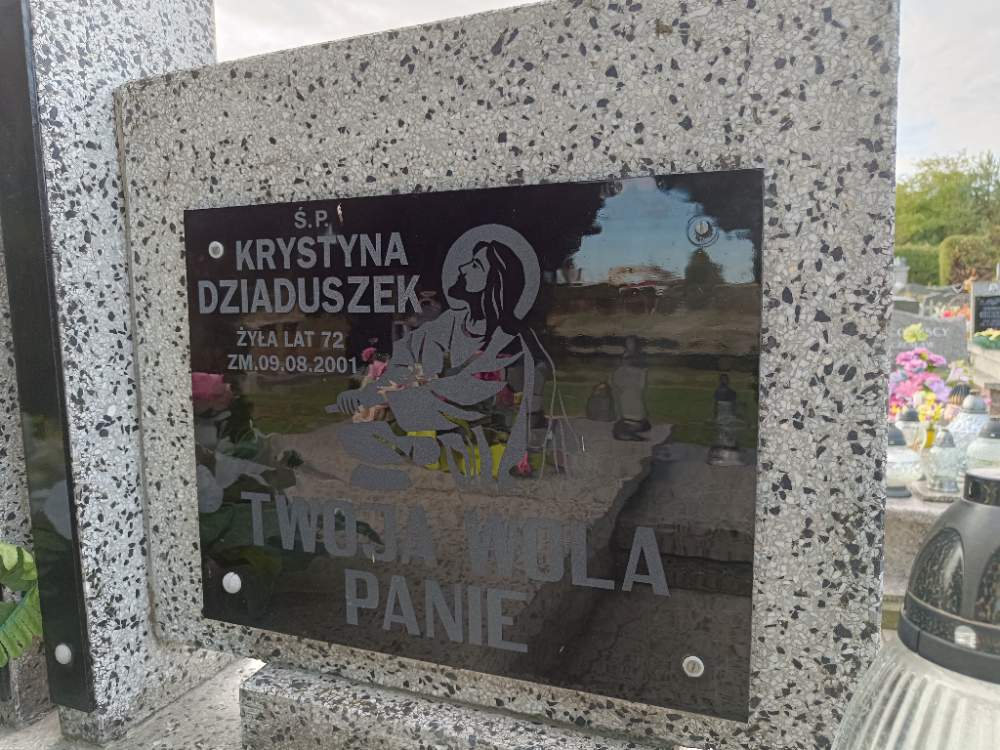 Ś.P.
KRYSTYNA
DZIADUSZEK
ŻYŁA LAT 72
ZM.09.08.2001
TWOJA WOLA
PANIE